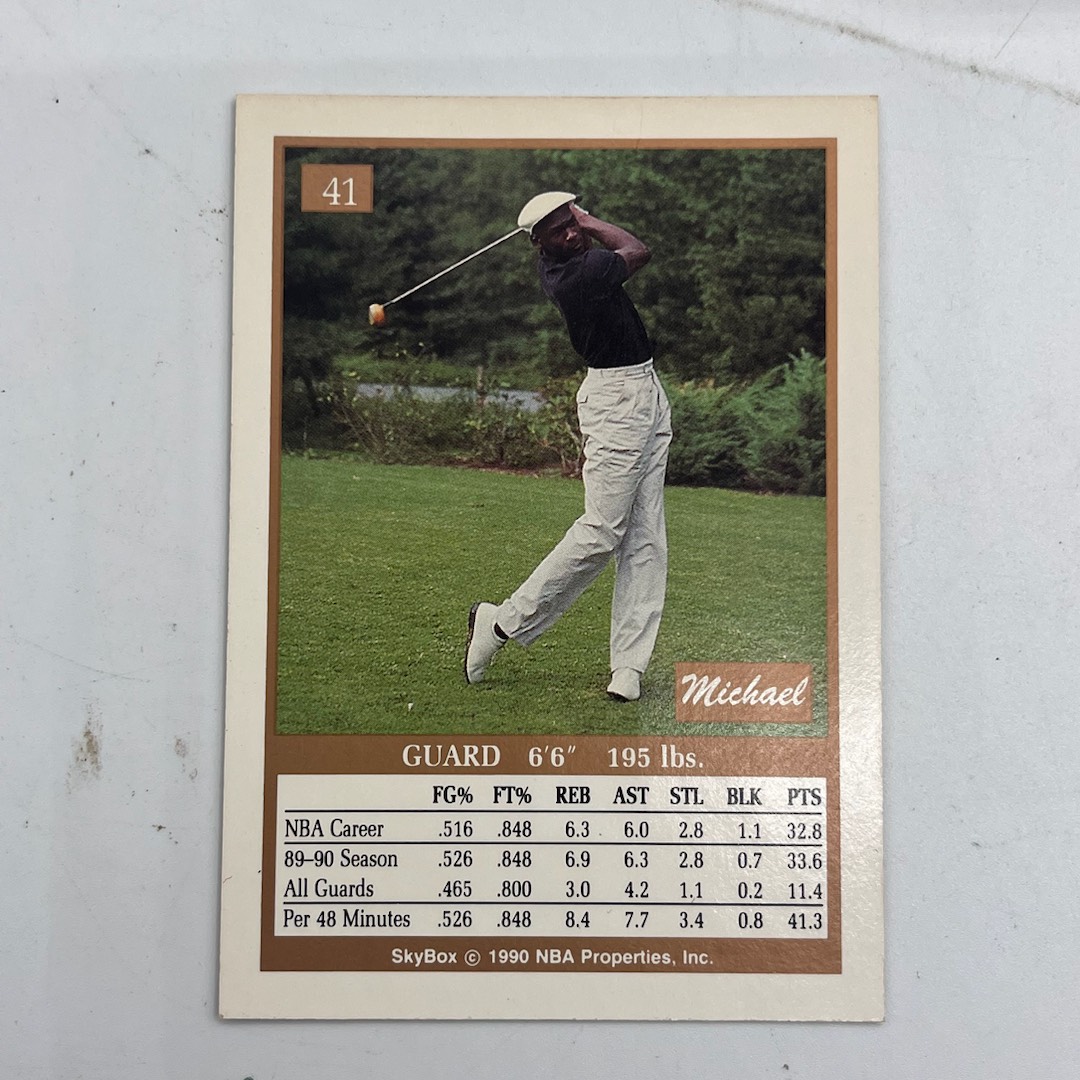 41
Michael
GUARD 6'6" 195 lbs.
FG% FT% REB AST STL BLK PTS
NBA Career .516 .848 6.3 6.0 2.8 1.1 32.8
89–90 Season .526 .848 6.9 6.3 2.8 0.7 33.6
All Guards .465 .800 3.0 4.2 1.1 0.2 11.4
Per 48 Minutes .526 .848 8.4 7.7 3.4 0.8 41.3
SkyBox © 1990 NBA Properties, Inc.